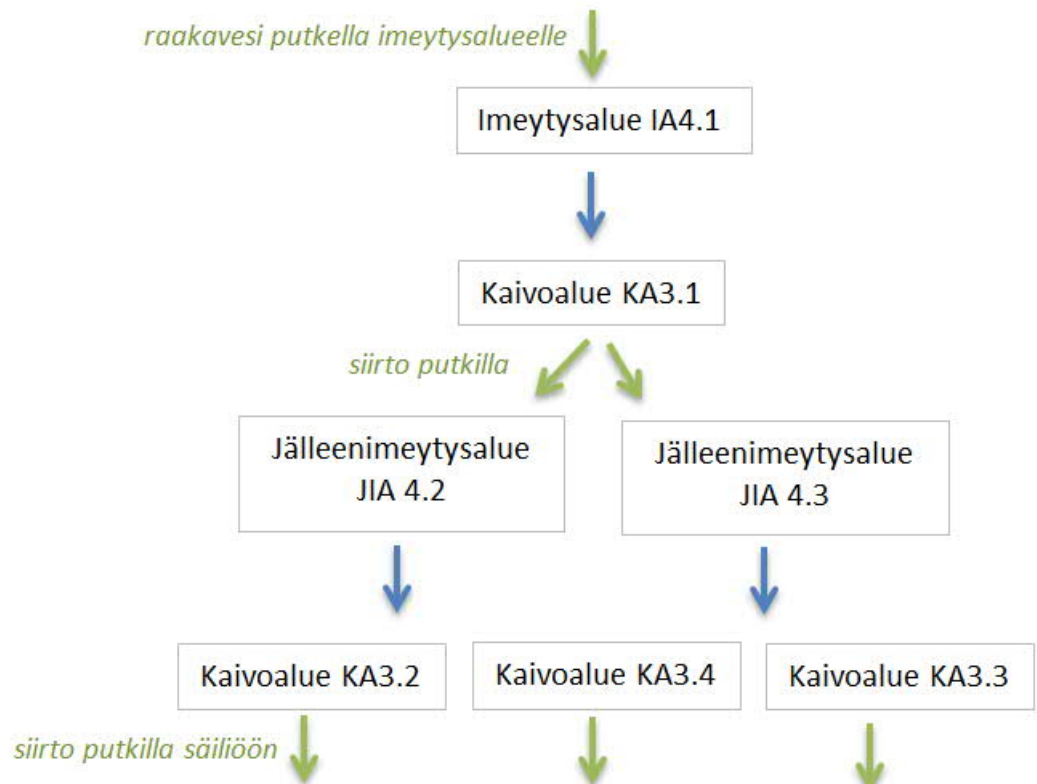 raakavesi putkella imeytysalueelle
Imeytysalue IA4.1
Kaivoalue KA3.1
siirto putkilla
Jälleenimeytysalue
JIA 4.2
Jälleenimeytysalue
JIA 4.3
Kaivoalue KA3.2
Kaivoalue KA3.4
Kaivoalue KA3.3
siirto putkilla säiliöön